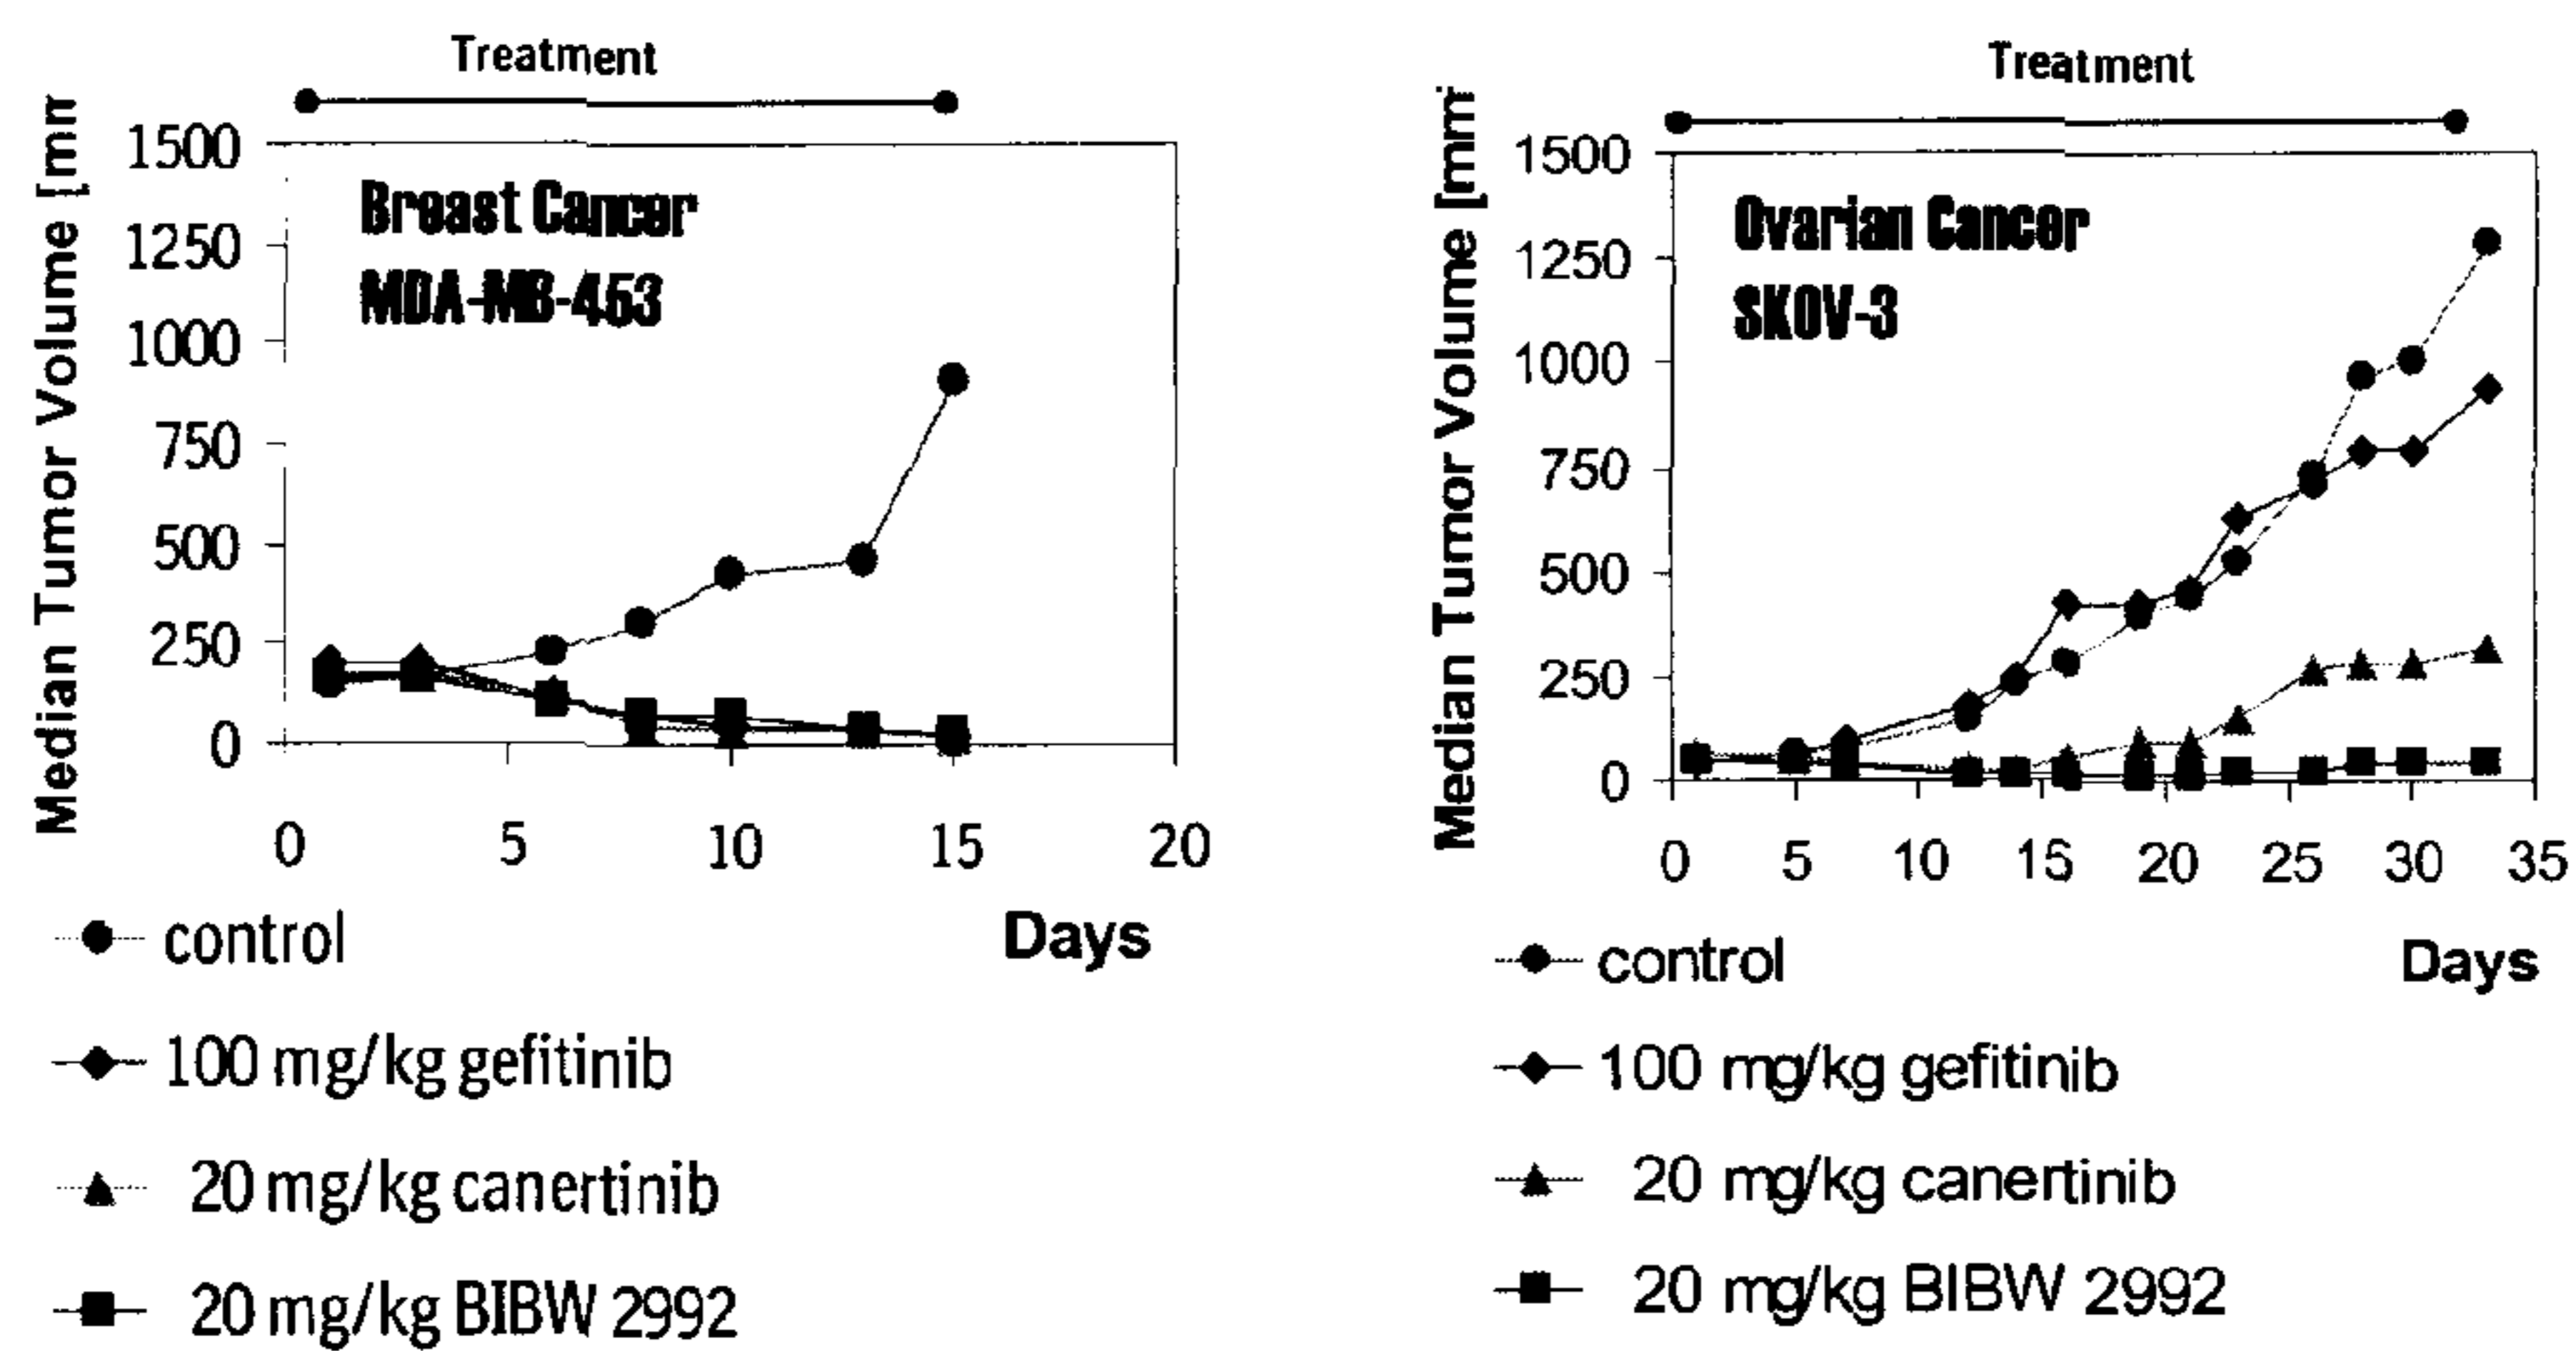 Treatment
Median Tumor Volume [mm
1500
1250
1000
750
500
250
0
Breast Cancer
MDA-MB-453
0 5 10 15 20
Days
control
100 mg/kg gefitinib
20 mg/kg canertinib
20 mg/kg BIBW 2992
Treatment
Median Tumor Volume [mm
1500
1250
1000
750
500
250
0
Ovarian Cancer
SKOV-3
0 5 10 15 20 25 30 35
Days
control
100 mg/kg gefitinib
20 mg/kg canertinib
20 mg/kg BIBW 2992